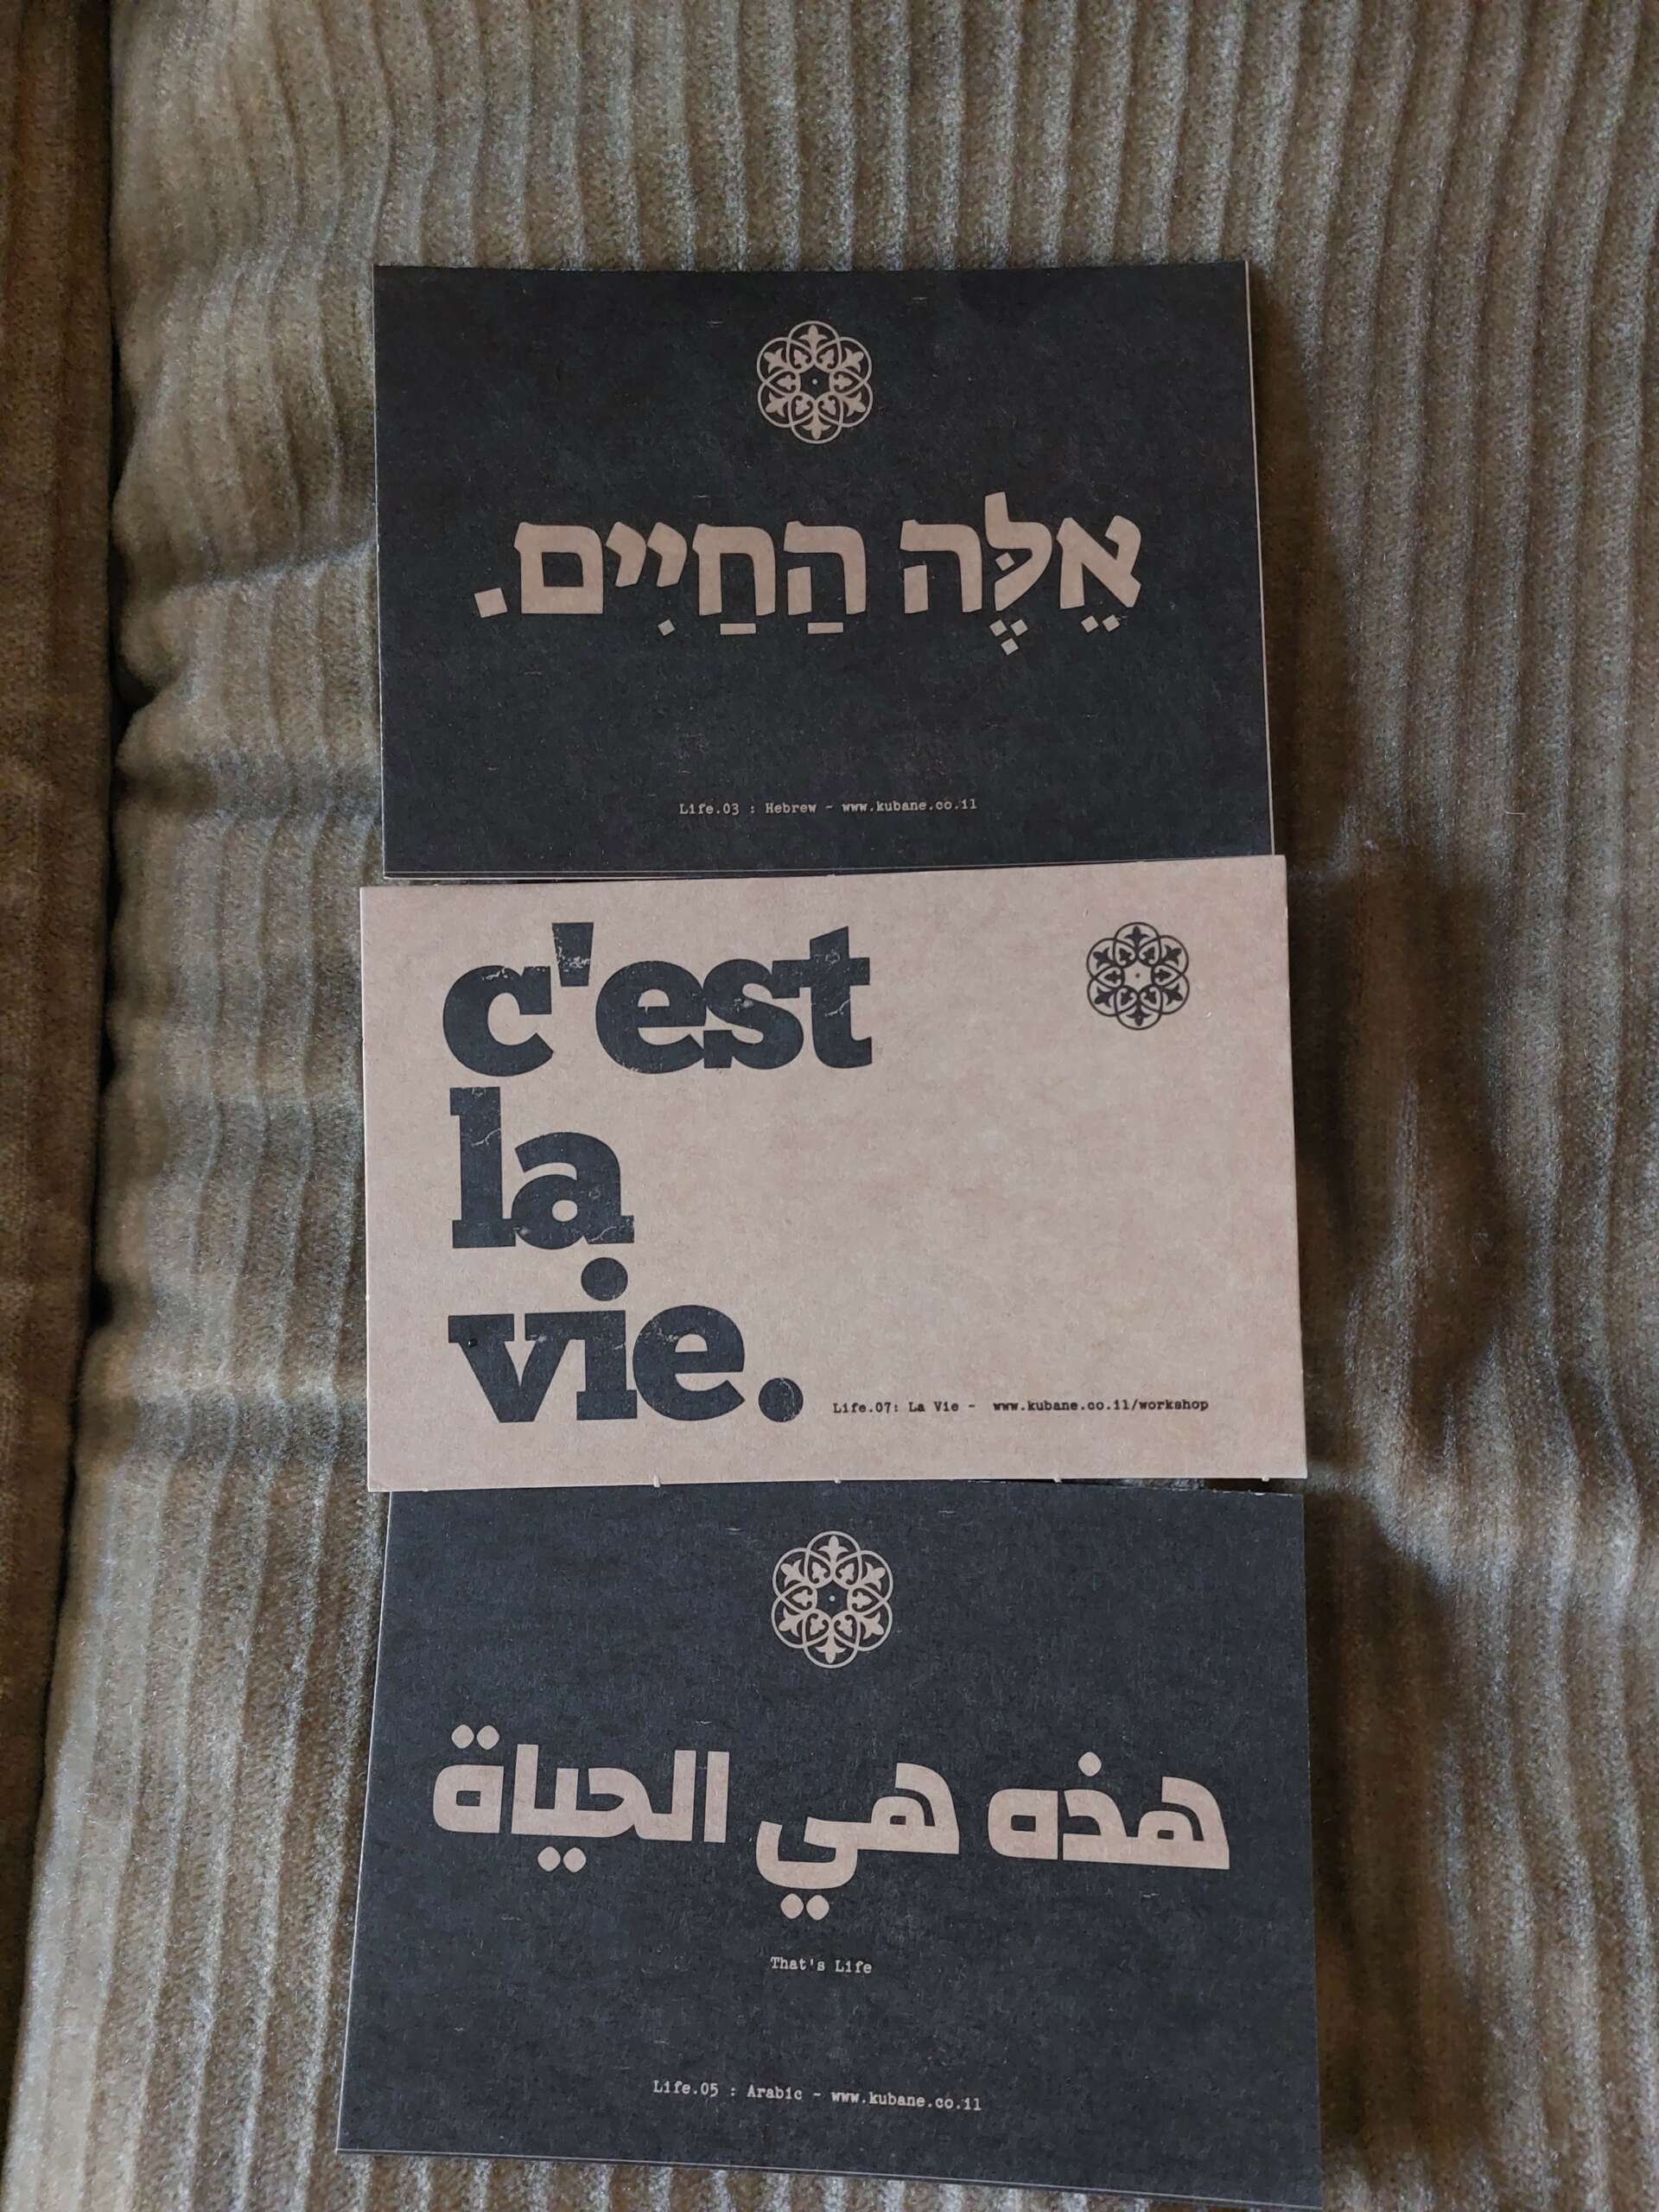 אֵלֶּה הַחַיִּים.
Life.03 : Hebrew - www.kubane.co.il
c'est
la
vie.
Life.07: La Vie - www.kubane.co.il/workshop
هذه هي الحياة
That's Life
Life.05 : Arabic - www.kubane.co.il